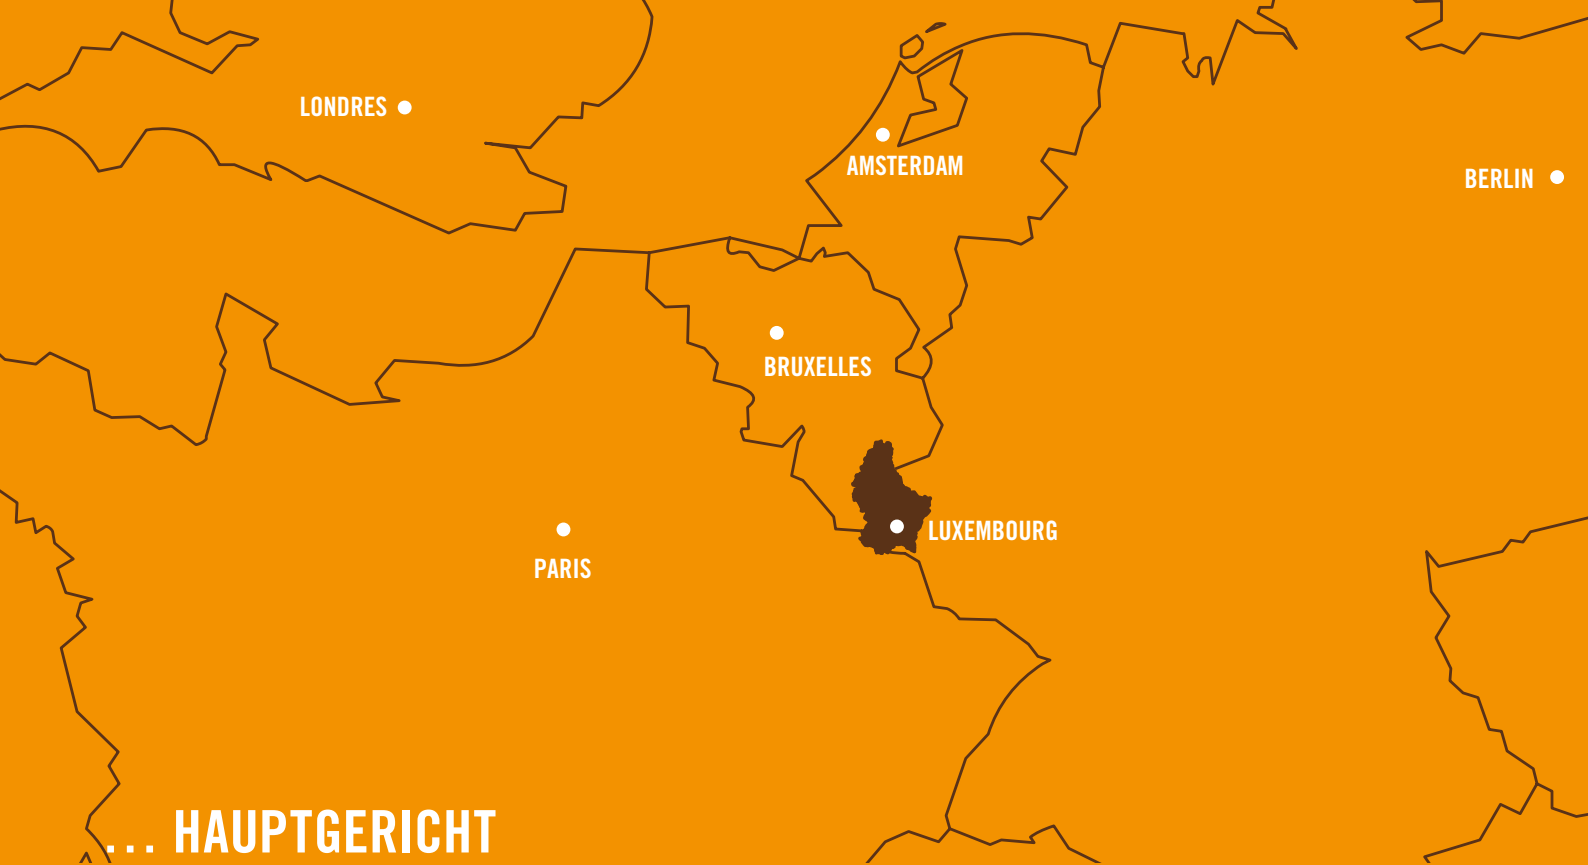 LONDRES
AMSTERDAM
BERLIN
BRUXELLES
LUXEMBOURG
PARIS
... HAUPTGERICHT